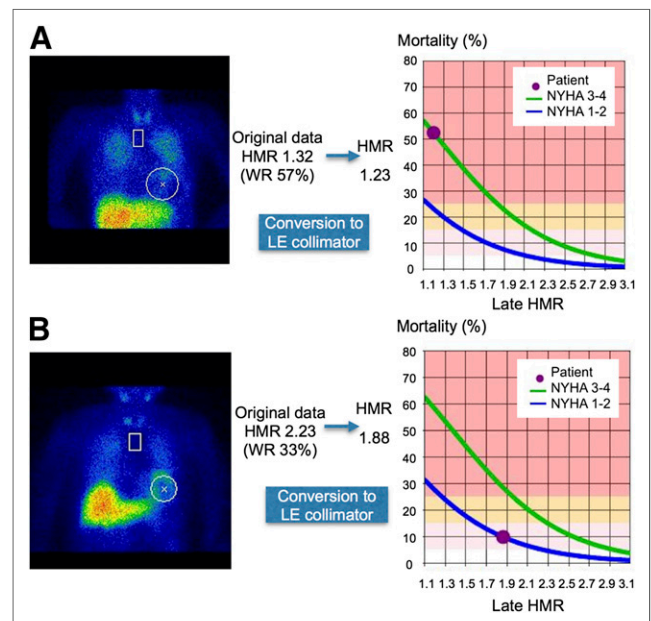 A
Mortality (%)
Original data
HMR 1.32
(WR 57%)
HMR
1.23
Conversion to
LE collimator
80
70
60
50
40
30
20
10
0
Patient
NYHA 3-4
NYHA 1-2
1.1 1.3 1.5 1.7 1.9 2.1 2.3 2.5 2.7 2.9 3.1
Late HMR
B
Mortality (%)
Original data
HMR 2.23
(WR 33%)
HMR
1.88
Conversion to
LE collimator
80
70
60
50
40
30
20
10
0
Patient
NYHA 3-4
NYHA 1-2
1.1 1.3 1.5 1.7 1.9 2.1 2.3 2.5 2.7 2.9 3.1
Late HMR